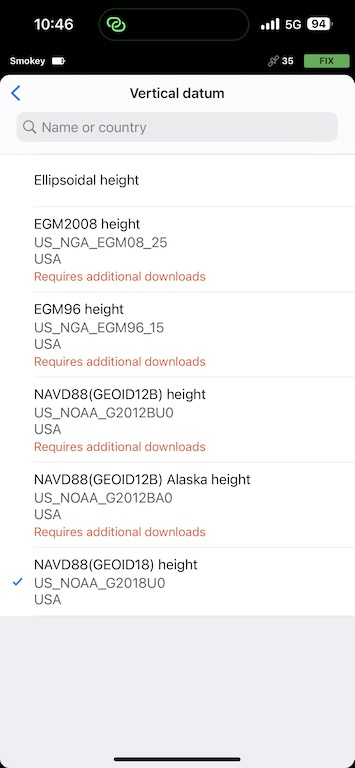 10:46
5G
94
Smokey
35
FIX
Vertical datum
Name or country
Ellipsoidal height
EGM2008 height
US_NGA_EGM08_25
USA
Requires additional downloads
EGM96 height
US_NGA_EGM96_15
USA
Requires additional downloads
NAVD88(GEOID12B) height
US_NOAA_G2012BU0
USA
Requires additional downloads
NAVD88(GEOID12B) Alaska height
US_NOAA_G2012BA0
USA
Requires additional downloads
NAVD88(GEOID18) height
US_NOAA_G2018U0
USA